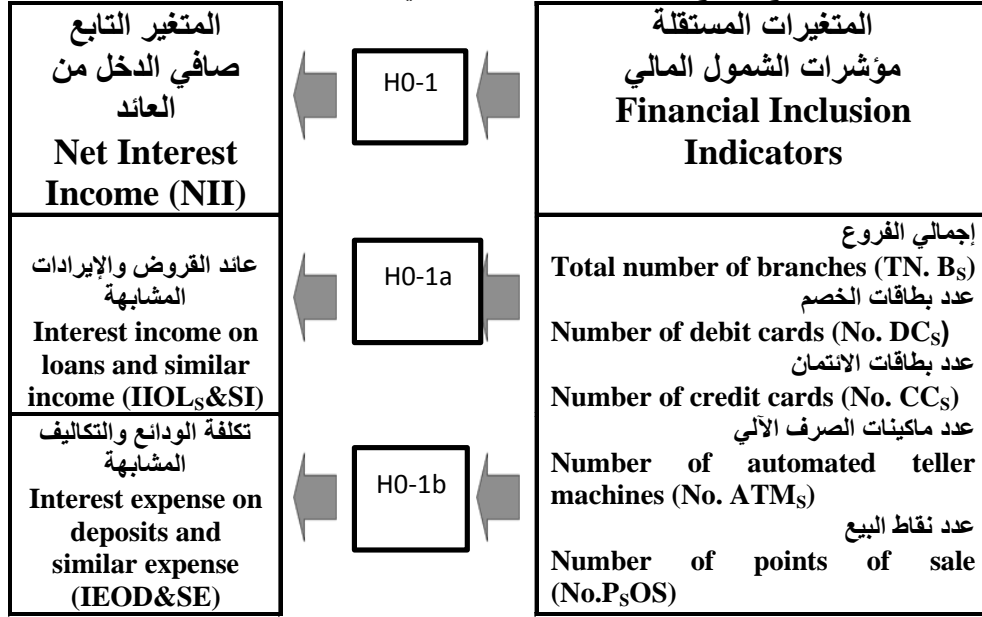 المتغيرات المستقلة
مؤشرات الشمول المالي
Financial Inclusion
Indicators
H0-1
المتغير التابع
صافي الدخل من
العائد
Net Interest
Income (NII)
إجمالي الفروع
Total number of branches (TN. BS)
عدد بطاقات الخصم
Number of debit cards (No. DCS)
عدد بطاقات الائتمان
Number of credit cards (No. CCS)
عدد ماكينات الصرف الآلي
Number of automated teller
machines (No. ATMS)
عدد نقاط البيع
Number of points of sale
(No.PSOS)
H0-1a
عائد القروض والإيرادات
المشابهة
Interest income on
loans and similar
income (IIOLS&SI)
H0-1b
تكلفة الودائع والتكاليف
المشابهة
Interest expense on
deposits and
similar expense
(IEOD&SE)